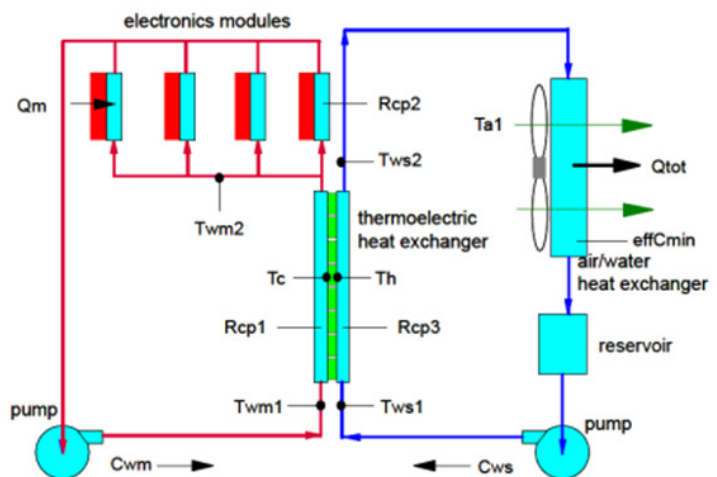 electronics modules
Qm
Rcp2
Ta1
Tws2
Qtot
Twm2
thermoelectric
heat exchanger
effCmin
air/water
heat exchanger
Tc
Th
Rcp1
Rcp3
reservoir
pump
Twm1
Tws1
pump
Cwm
Cws